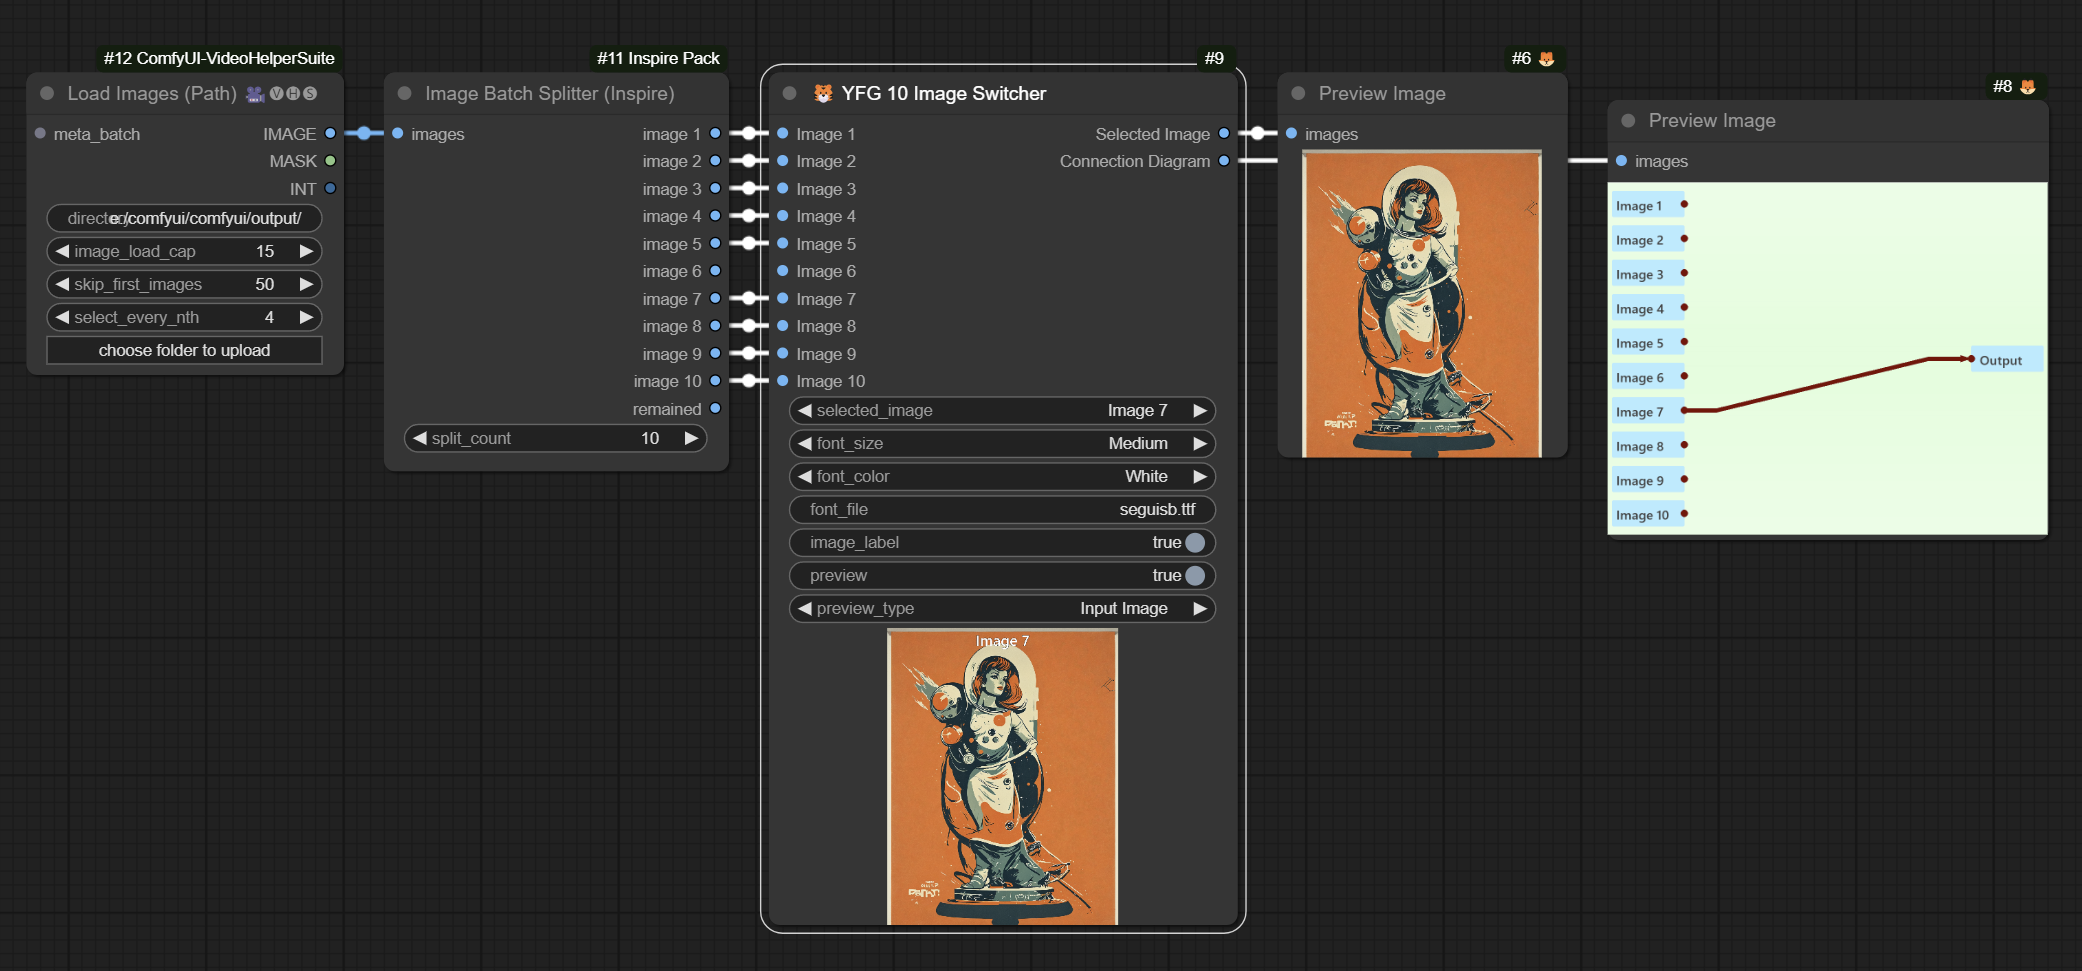 #12 ComfyUI-VideoHelperSuite
Load Images (Path) 🎥🅥🅗🅢
meta_batch
IMAGE
MASK
INT
e:/comfyui/comfyui/output/
image_load_cap 15
skip_first_images 50
select_every_nth 4
choose folder to upload
#11 Inspire Pack
Image Batch Splitter (Inspire)
images
image 1
image 2
image 3
image 4
image 5
image 6
image 7
image 8
image 9
image 10
remained
split_count 10
#9
YFG 10 Image Switcher
Image 1
Image 2
Image 3
Image 4
Image 5
Image 6
Image 7
Image 8
Image 9
Image 10
Selected Image
Connection Diagram
selected_image Image 7
font_size Medium
font_color White
font_file seguisb.ttf
image_label true
preview true
preview_type Input Image
Image 7
#6
Preview Image
images
#8
Preview Image
images
Image 1
Image 2
Image 3
Image 4
Image 5
Image 6
Image 7
Image 8
Image 9
Image 10
Output